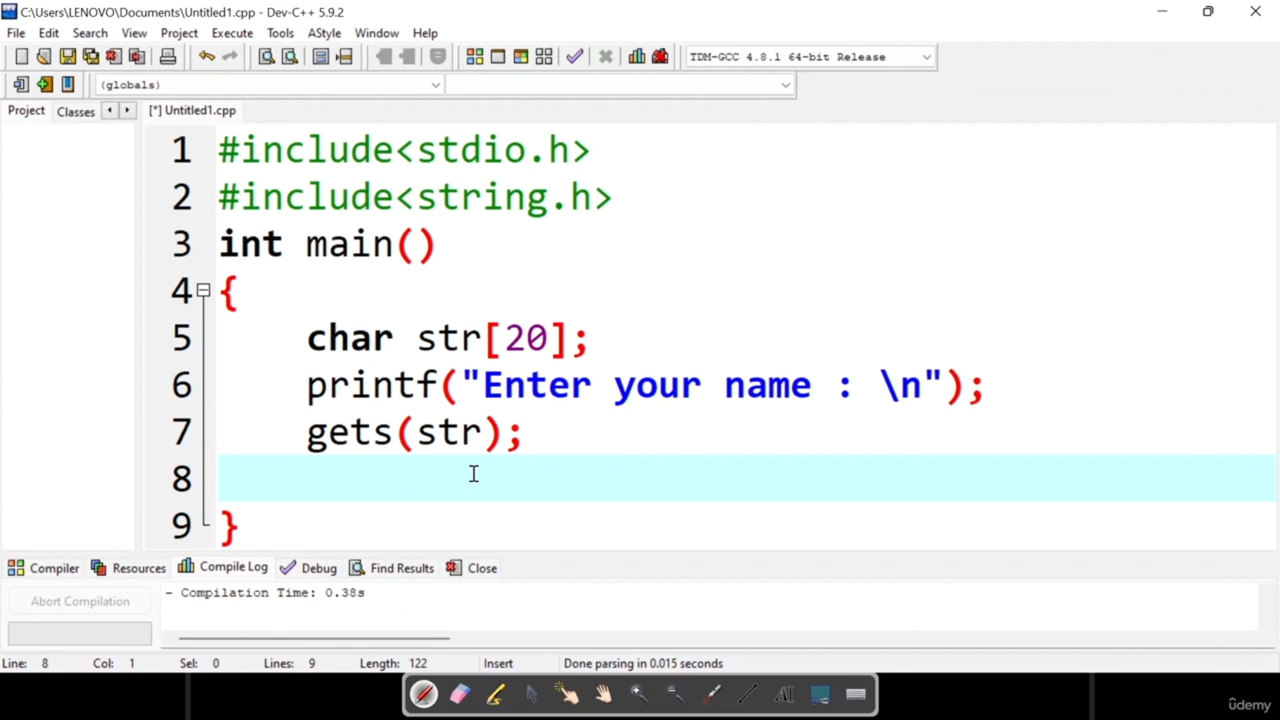 C:\Users\LENOVO\Documents\Untitled1.cpp - Dev-C++ 5.9.2
File Edit Search View Project Execute Tools AStyle Window Help
TDM-GCC 4.8.1 64-bit Release
(globals)
Project Classes [*] Untitled1.cpp
1 #include<stdio.h>
2 #include<string.h>
3 int main()
4 {
5 char str[20];
6 printf("Enter your name : \n");
7 gets(str);
8
9 }
Compiler Resources Compile Log Debug Find Results Close
Abort Compilation - Compilation Time: 0.38s
Line: 8 Col: 1 Sel: 0 Lines: 9 Length: 122 Insert Done parsing in 0.015 seconds
AI
ûdemy